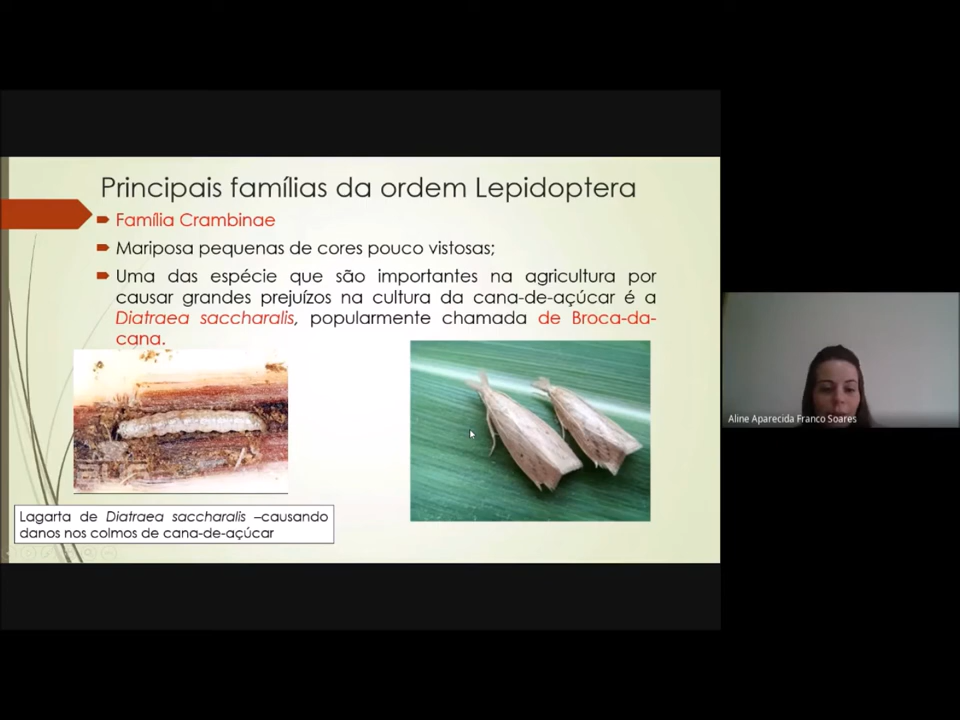 Principais famílias da ordem Lepidoptera
Família Crambinae
Mariposa pequenas de cores pouco vistosas;
Uma das espécie que são importantes na agricultura por
causar grandes prejuízos na cultura da cana-de-açúcar é a
Diatraea saccharalis, popularmente chamada de Broca-da-
cana.
Lagarta de Diatraea saccharalis –causando
danos nos colmos de cana-de-açúcar
Aline Aparecida Franco Soares